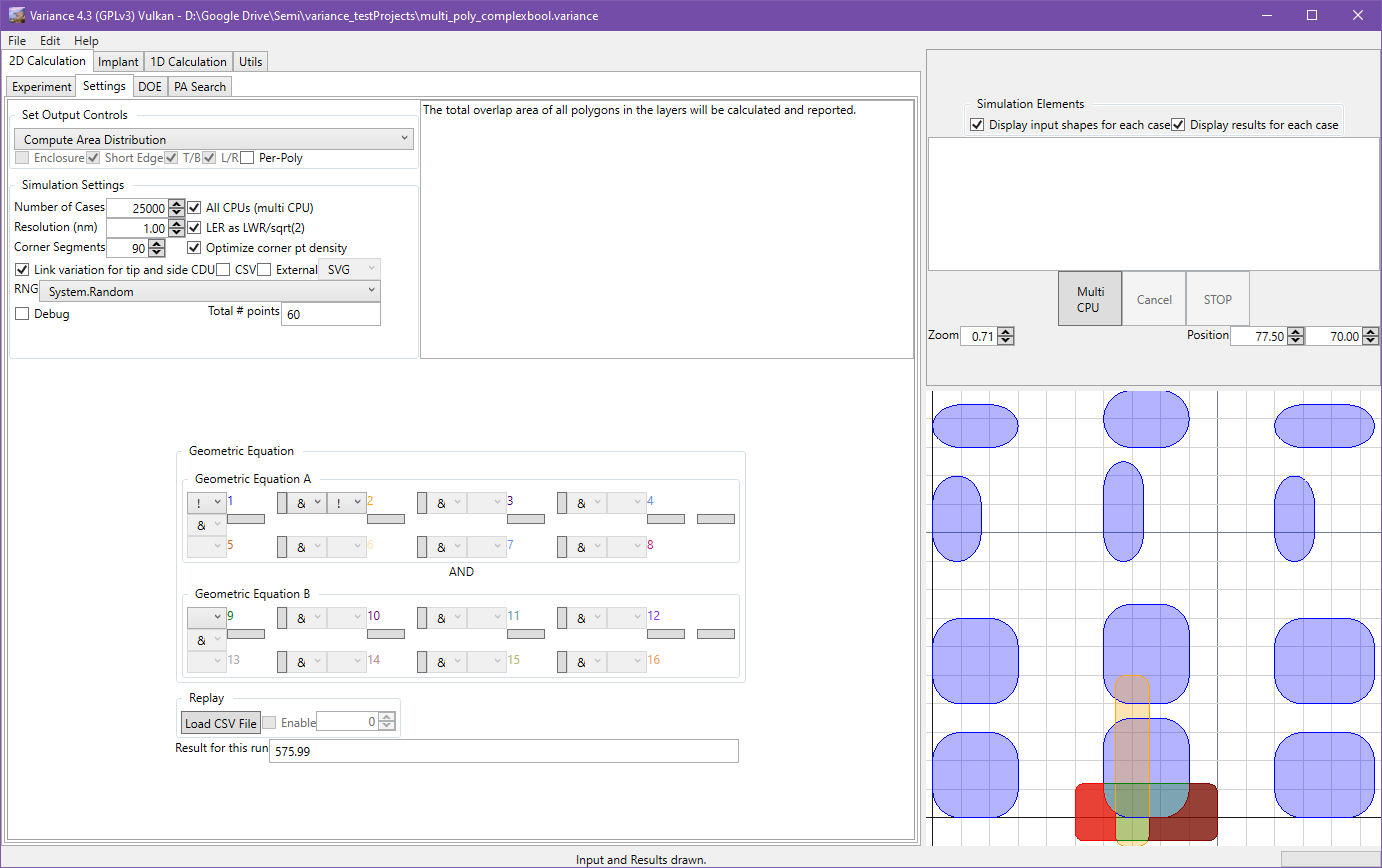 Variance 4.3 (GPLv3) Vulkan - D:\Google Drive\Semi\variance_testProjects\multi_poly_complexbool.variance
File Edit Help
2D Calculation Implant 1D Calculation Utils
Experiment Settings DOE PA Search
Set Output Controls
Compute Area Distribution
Enclosure Short Edge T/B L/R Per-Poly
The total overlap area of all polygons in the layers will be calculated and reported.
Simulation Settings
Number of Cases 25000 All CPUs (multi CPU)
Resolution (nm) 1.00 LER as LWR/sqrt(2)
Corner Segments 90 Optimize corner pt density
Link variation for tip and side CDU CSV External SVG
RNG System.Random
Debug Total # points 60
Geometric Equation
Geometric Equation A
! 1 & ! 2 & 3 & 4
&
5 & 6 & 7 & 8
AND
Geometric Equation B
9 & 10 & 11 & 12
&
13 & 14 & 15 & 16
Replay
Load CSV File Enable 0
Result for this run 575.99
Simulation Elements
Display input shapes for each case Display results for each case
Multi CPU Cancel STOP
Zoom 0.71 Position 77.50 70.00
Input and Results drawn.